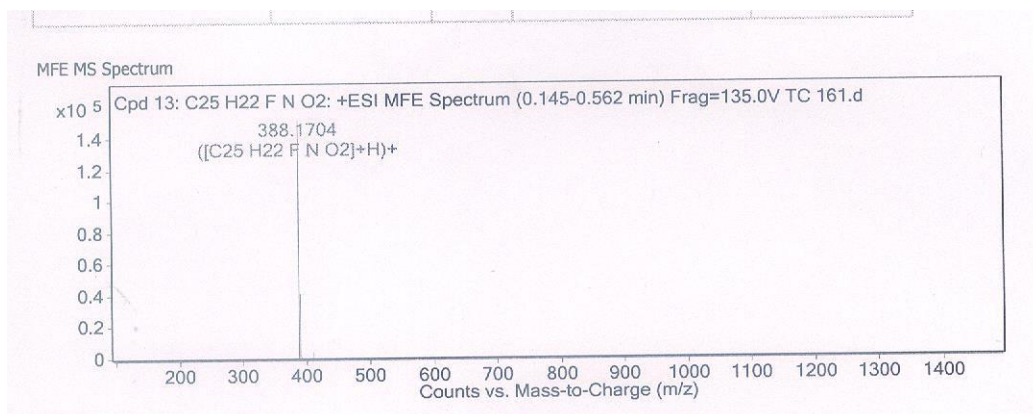 MFE MS Spectrum
x10 5
Cpd 13: C25 H22 F N O2: +ESI MFE Spectrum (0.145-0.562 min) Frag=135.0V TC 161.d
388.1704
([C25 H22 F N O2]+H)+
1.4
1.2
1
0.8
0.6
0.4
0.2
0
200 300 400 500 600 700 800 900 1000 1100 1200 1300 1400
Counts vs. Mass-to-Charge (m/z)